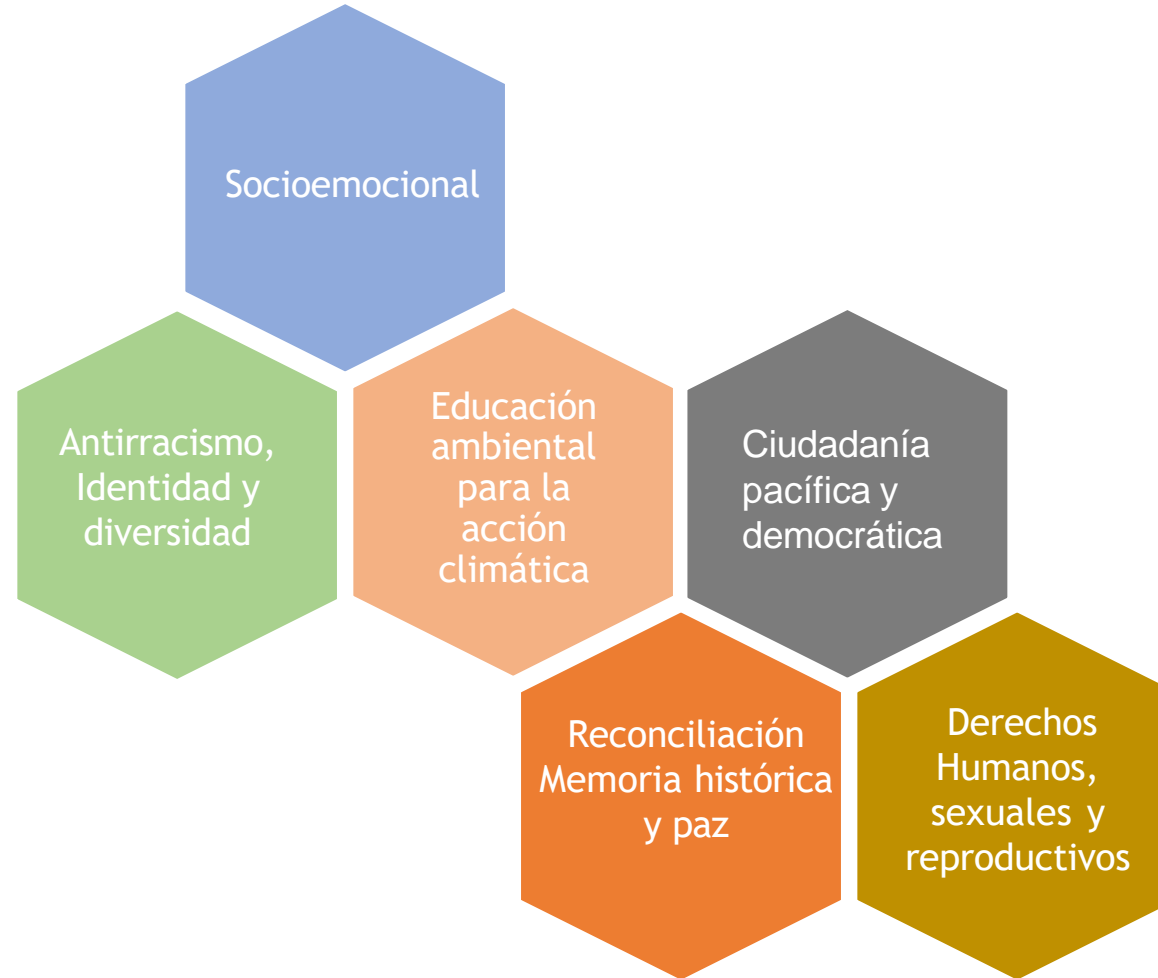 Socioemocional
Antirracismo,
Identidad y
diversidad
Educación
ambiental
para la
acción
climática
Ciudadanía
pacífica y
democrática
Reconciliación
Memoria histórica
y paz
Derechos
Humanos,
sexuales y
reproductivos